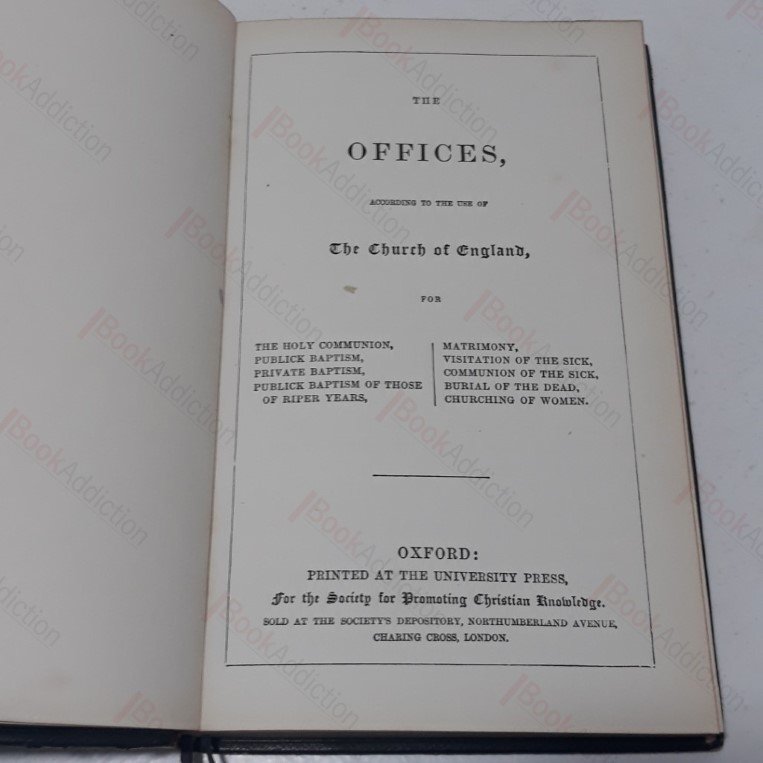 THE
OFFICES,
ACCORDING TO THE USE OF
The Church of England,
FOR
THE HOLY COMMUNION,
PUBLICK BAPTISM,
PRIVATE BAPTISM,
PUBLICK BAPTISM OF THOSE
OF RIPER YEARS,
MATRIMONY,
VISITATION OF THE SICK,
COMMUNION OF THE SICK,
BURIAL OF THE DEAD,
CHURCHING OF WOMEN.
OXFORD:
PRINTED AT THE UNIVERSITY PRESS,
For the Society for Promoting Christian Knowledge.
SOLD AT THE SOCIETY'S DEPOSITORY, NORTHUMBERLAND AVENUE,
CHARING CROSS, LONDON.
BookAddiction